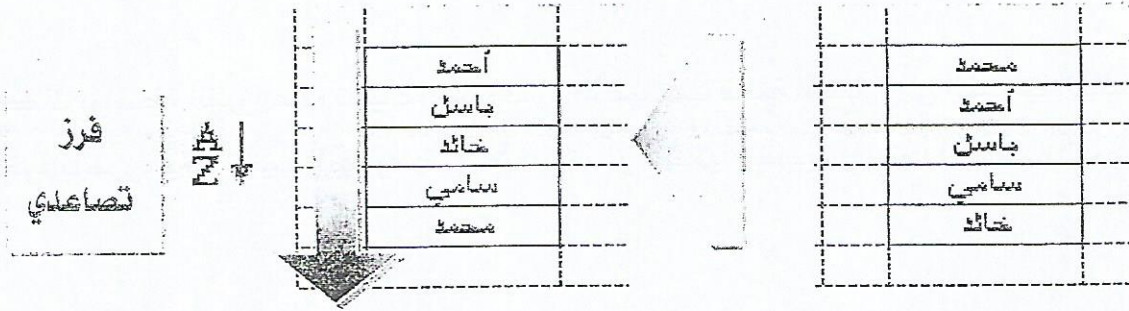 محمد
أحمد
باسل
سامي
خالد
أحمد
باسل
خالد
سامي
محمد
A
Z
فرز
تصاعدي